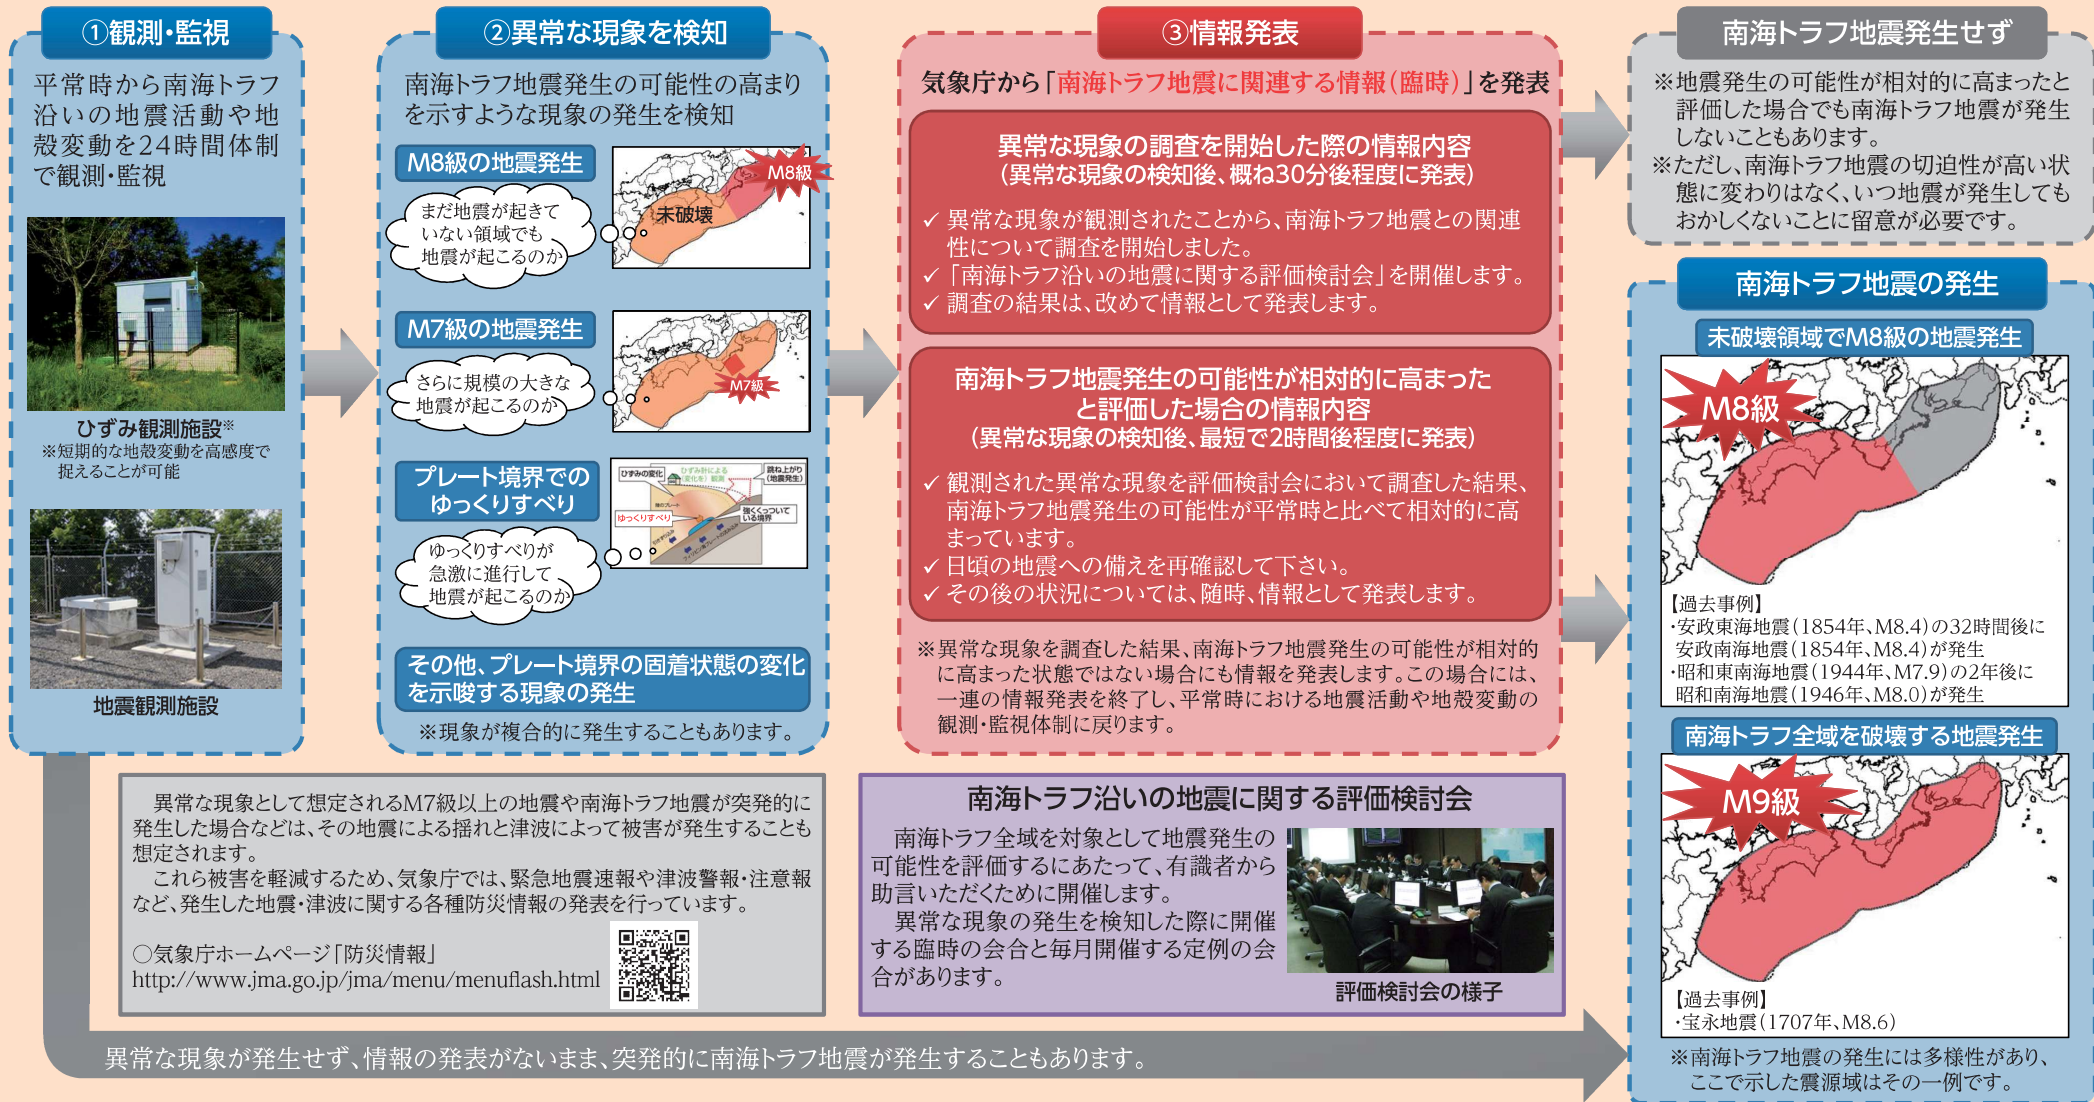 ①観測・監視
平常時から南海トラフ
沿いの地震活動や地
殻変動を24時間体制
で観測・監視
ひずみ観測施設※
※短期的な地殻変動を高感度で
捉えることが可能
地震観測施設
②異常な現象を検知
南海トラフ地震発生の可能性の高まり
を示すような現象の発生を検知
M8級の地震発生
まだ地震が起きて
いない領域でも
地震が起こるのか
未破壊
M8級
M7級の地震発生
さらに規模の大きな
地震が起こるのか
M7級
プレート境界での
ゆっくりすべり
ゆっくりすべりが
急激に進行して
地震が起こるのか
ひずみの変化
ひずみ計による
(変化を)観測
跳ね上がり
(地震発生)
陸のプレート
ゆっくりすべり
強くくっついて
いる境界
その他、プレート境界の固着状態の変化
を示唆する現象の発生
※現象が複合的に発生することもあります。
③情報発表
気象庁から「南海トラフ地震に関連する情報(臨時)」を発表
異常な現象の調査を開始した際の情報内容
(異常な現象の検知後、概ね30分後程度に発表)
✓ 異常な現象が観測されたことから、南海トラフ地震との関連
性について調査を開始しました。
✓「南海トラフ沿いの地震に関する評価検討会」を開催します。
✓ 調査の結果は、改めて情報として発表します。
南海トラフ地震発生の可能性が相対的に高まった
と評価した場合の情報内容
(異常な現象の検知後、最短で2時間後程度に発表)
✓ 観測された異常な現象を評価検討会において調査した結果、
南海トラフ地震発生の可能性が平常時と比べて相対的に高
まっています。
✓ 日頃の地震への備えを再確認して下さい。
✓ その後の状況については、随時、情報として発表します。
※異常な現象を調査した結果、南海トラフ地震発生の可能性が相対的
に高まった状態ではない場合にも情報を発表します。この場合には、
一連の情報発表を終了し、平常時における地震活動や地殻変動の
観測・監視体制に戻ります。
南海トラフ地震発生せず
※地震発生の可能性が相対的に高まったと
評価した場合でも南海トラフ地震が発生
しないこともあります。
※ただし、南海トラフ地震の切迫性が高い状
態に変わりはなく、いつ地震が発生しても
おかしくないことに留意が必要です。
南海トラフ地震の発生
未破壊領域でM8級の地震発生
M8級
【過去事例】
・安政東海地震(1854年、M8.4)の32時間後に
安政南海地震(1854年、M8.4)が発生
・昭和東南海地震(1944年、M7.9)の2年後に
昭和南海地震(1946年、M8.0)が発生
南海トラフ全域を破壊する地震発生
M9級
【過去事例】
・宝永地震(1707年、M8.6)
※南海トラフ地震の発生には多様性があり、
ここで示した震源域はその一例です。
異常な現象として想定されるM7級以上の地震や南海トラフ地震が突発的に
発生した場合などは、その地震による揺れと津波によって被害が発生することも
想定されます。
これら被害を軽減するため、気象庁では、緊急地震速報や津波警報・注意報
など、発生した地震・津波に関する各種防災情報の発表を行っています。
○気象庁ホームページ「防災情報」
http://www.jma.go.jp/jma/menu/menuflash.html
南海トラフ沿いの地震に関する評価検討会
南海トラフ全域を対象として地震発生の
可能性を評価するにあたって、有識者から
助言いただくために開催します。
異常な現象の発生を検知した際に開催
する臨時の会合と毎月開催する定例の会
合があります。
評価検討会の様子
異常な現象が発生せず、情報の発表がないまま、突発的に南海トラフ地震が発生することもあります。